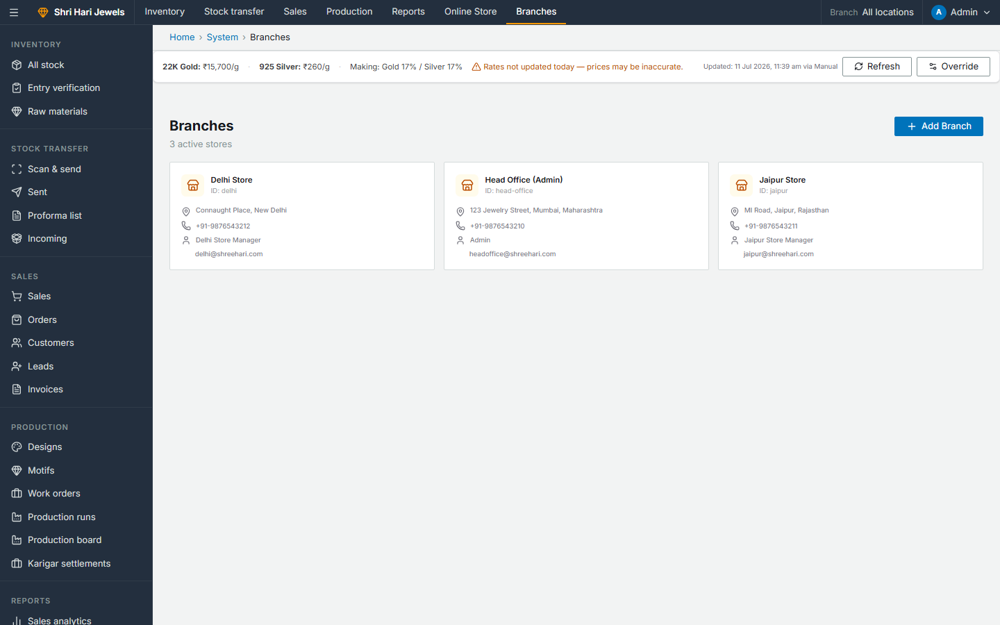 Shri Hari Jewels
Inventory
Stock transfer
Sales
Production
Reports
Online Store
Branches
Branch All locations
A Admin
INVENTORY
All stock
Entry verification
Raw materials
STOCK TRANSFER
Scan & send
Sent
Proforma list
Incoming
SALES
Sales
Orders
Customers
Leads
Invoices
PRODUCTION
Designs
Motifs
Work orders
Production runs
Production board
Karigar settlements
REPORTS
Sales analytics
Home › System › Branches
22K Gold: ₹15,700/g · 925 Silver: ₹260/g · Making: Gold 17% / Silver 17% Rates not updated today — prices may be inaccurate.
Updated: 11 Jul 2026, 11:39 am via Manual
Refresh
Override
Branches
3 active stores
Add Branch
Delhi Store
ID: delhi
Connaught Place, New Delhi
+91-9876543212
Delhi Store Manager
delhi@shreehari.com
Head Office (Admin)
ID: head-office
123 Jewelry Street, Mumbai, Maharashtra
+91-9876543210
Admin
headoffice@shreehari.com
Jaipur Store
ID: jaipur
MI Road, Jaipur, Rajasthan
+91-9876543211
Jaipur Store Manager
jaipur@shreehari.com